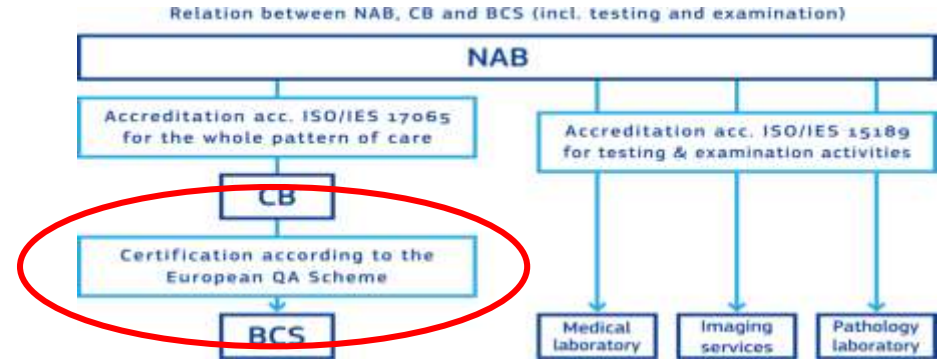 Relation between NAB, CB and BCS (incl. testing and examination)
NAB
Accreditation acc. ISO/IES 17065
for the whole pattern of care
Accreditation acc. ISO/IES 15189
for testing & examination activities
CB
Certification according to the
European QA Scheme
BCS
Medical
laboratory
Imaging
services
Pathology
laboratory